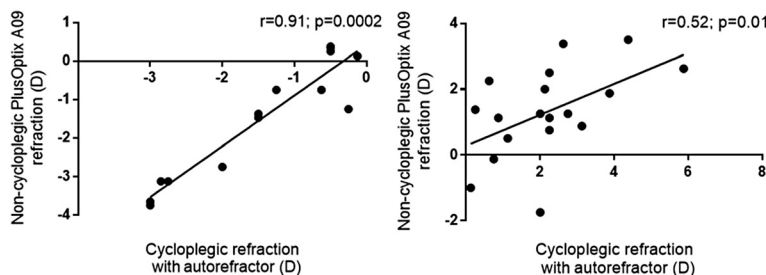 r=0.91; p=0.0002
Non-cycloplegic PlusOptix A09
refraction (D)
1
0
-1
-2
-3
-4
-3
-2
-1
0
Cycloplegic refraction
with autorefractor (D)
r=0.52; p=0.01
Non-cycloplegic PlusOptix A09
refraction (D)
4
2
0
-2
2
4
6
8
Cycloplegic refraction
with autorefractor (D)